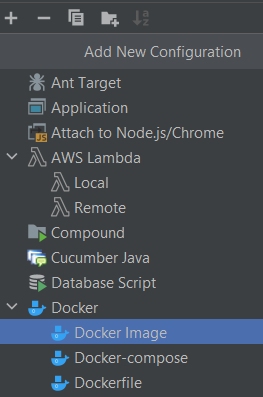 Add New Configuration
Ant Target
Application
Attach to Node.js/Chrome
AWS Lambda
Local
Remote
Compound
Cucumber Java
Database Script
Docker
Docker Image
Docker-compose
Dockerfile